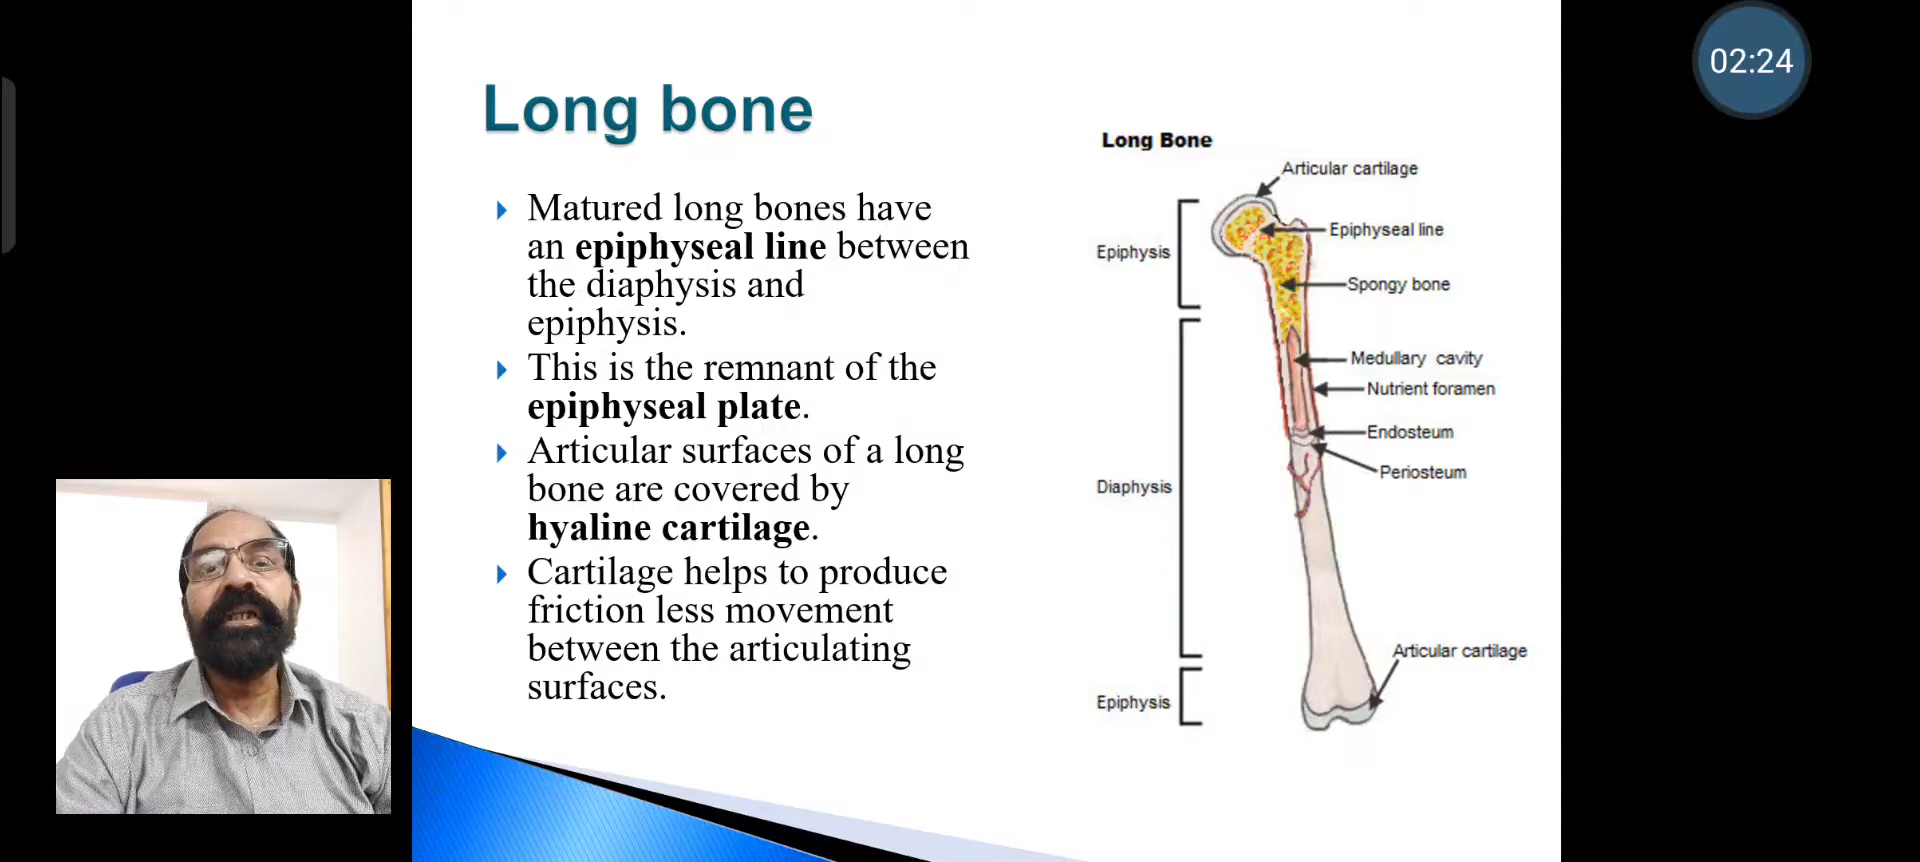 02:24
Long bone
Matured long bones have
an epiphyseal line between
the diaphysis and
epiphysis.
This is the remnant of the
epiphyseal plate.
Articular surfaces of a long
bone are covered by
hyaline cartilage.
Cartilage helps to produce
friction less movement
between the articulating
surfaces.
Long Bone
Articular cartilage
Epiphyseal line
Epiphysis
Spongy bone
Medullary cavity
Nutrient foramen
Endosteum
Periosteum
Diaphysis
Articular cartilage
Epiphysis